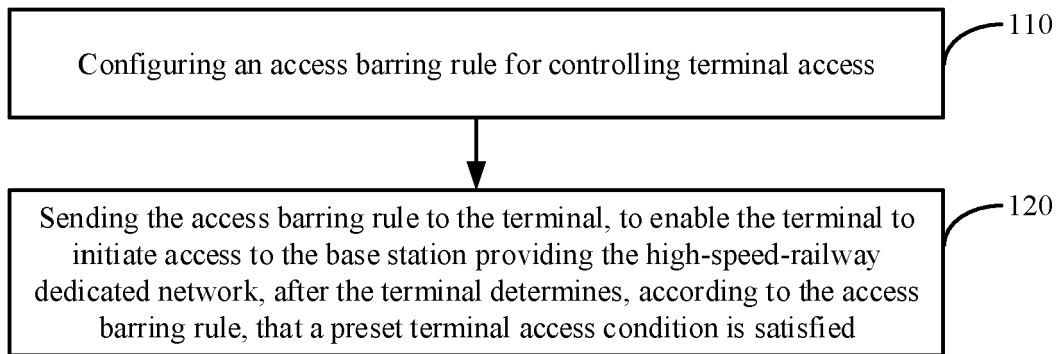 110
Configuring an access barring rule for controlling terminal access
120
Sending the access barring rule to the terminal, to enable the terminal to
initiate access to the base station providing the high-speed-railway
dedicated network, after the terminal determines, according to the access
barring rule, that a preset terminal access condition is satisfied